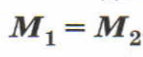 M₁ = M₂